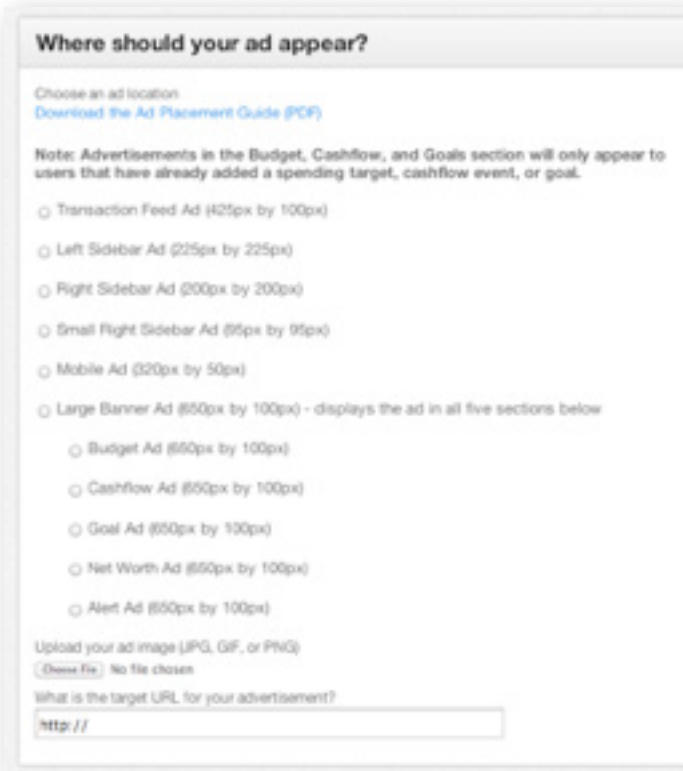 Where should your ad appear?
Choose an ad location
Download the Ad Placement Guide (PDF)
Note: Advertisements in the Budget, Cashflow, and Goals section will only appear to
users that have already added a spending target, cashflow event, or goal.
Transaction Feed Ad (425px by 100px)
Left Sidebar Ad (225px by 225px)
Right Sidebar Ad (200px by 200px)
Small Right Sidebar Ad (95px by 95px)
Mobile Ad (320px by 50px)
Large Banner Ad (650px by 100px) - displays the ad in all five sections below
Budget Ad (650px by 100px)
Cashflow Ad (650px by 100px)
Goal Ad (650px by 100px)
Net Worth Ad (650px by 100px)
Alert Ad (650px by 100px)
Upload your ad image (JPG, GIF, or PNG)
Choose File No file chosen
What is the target URL for your advertisement?
http://